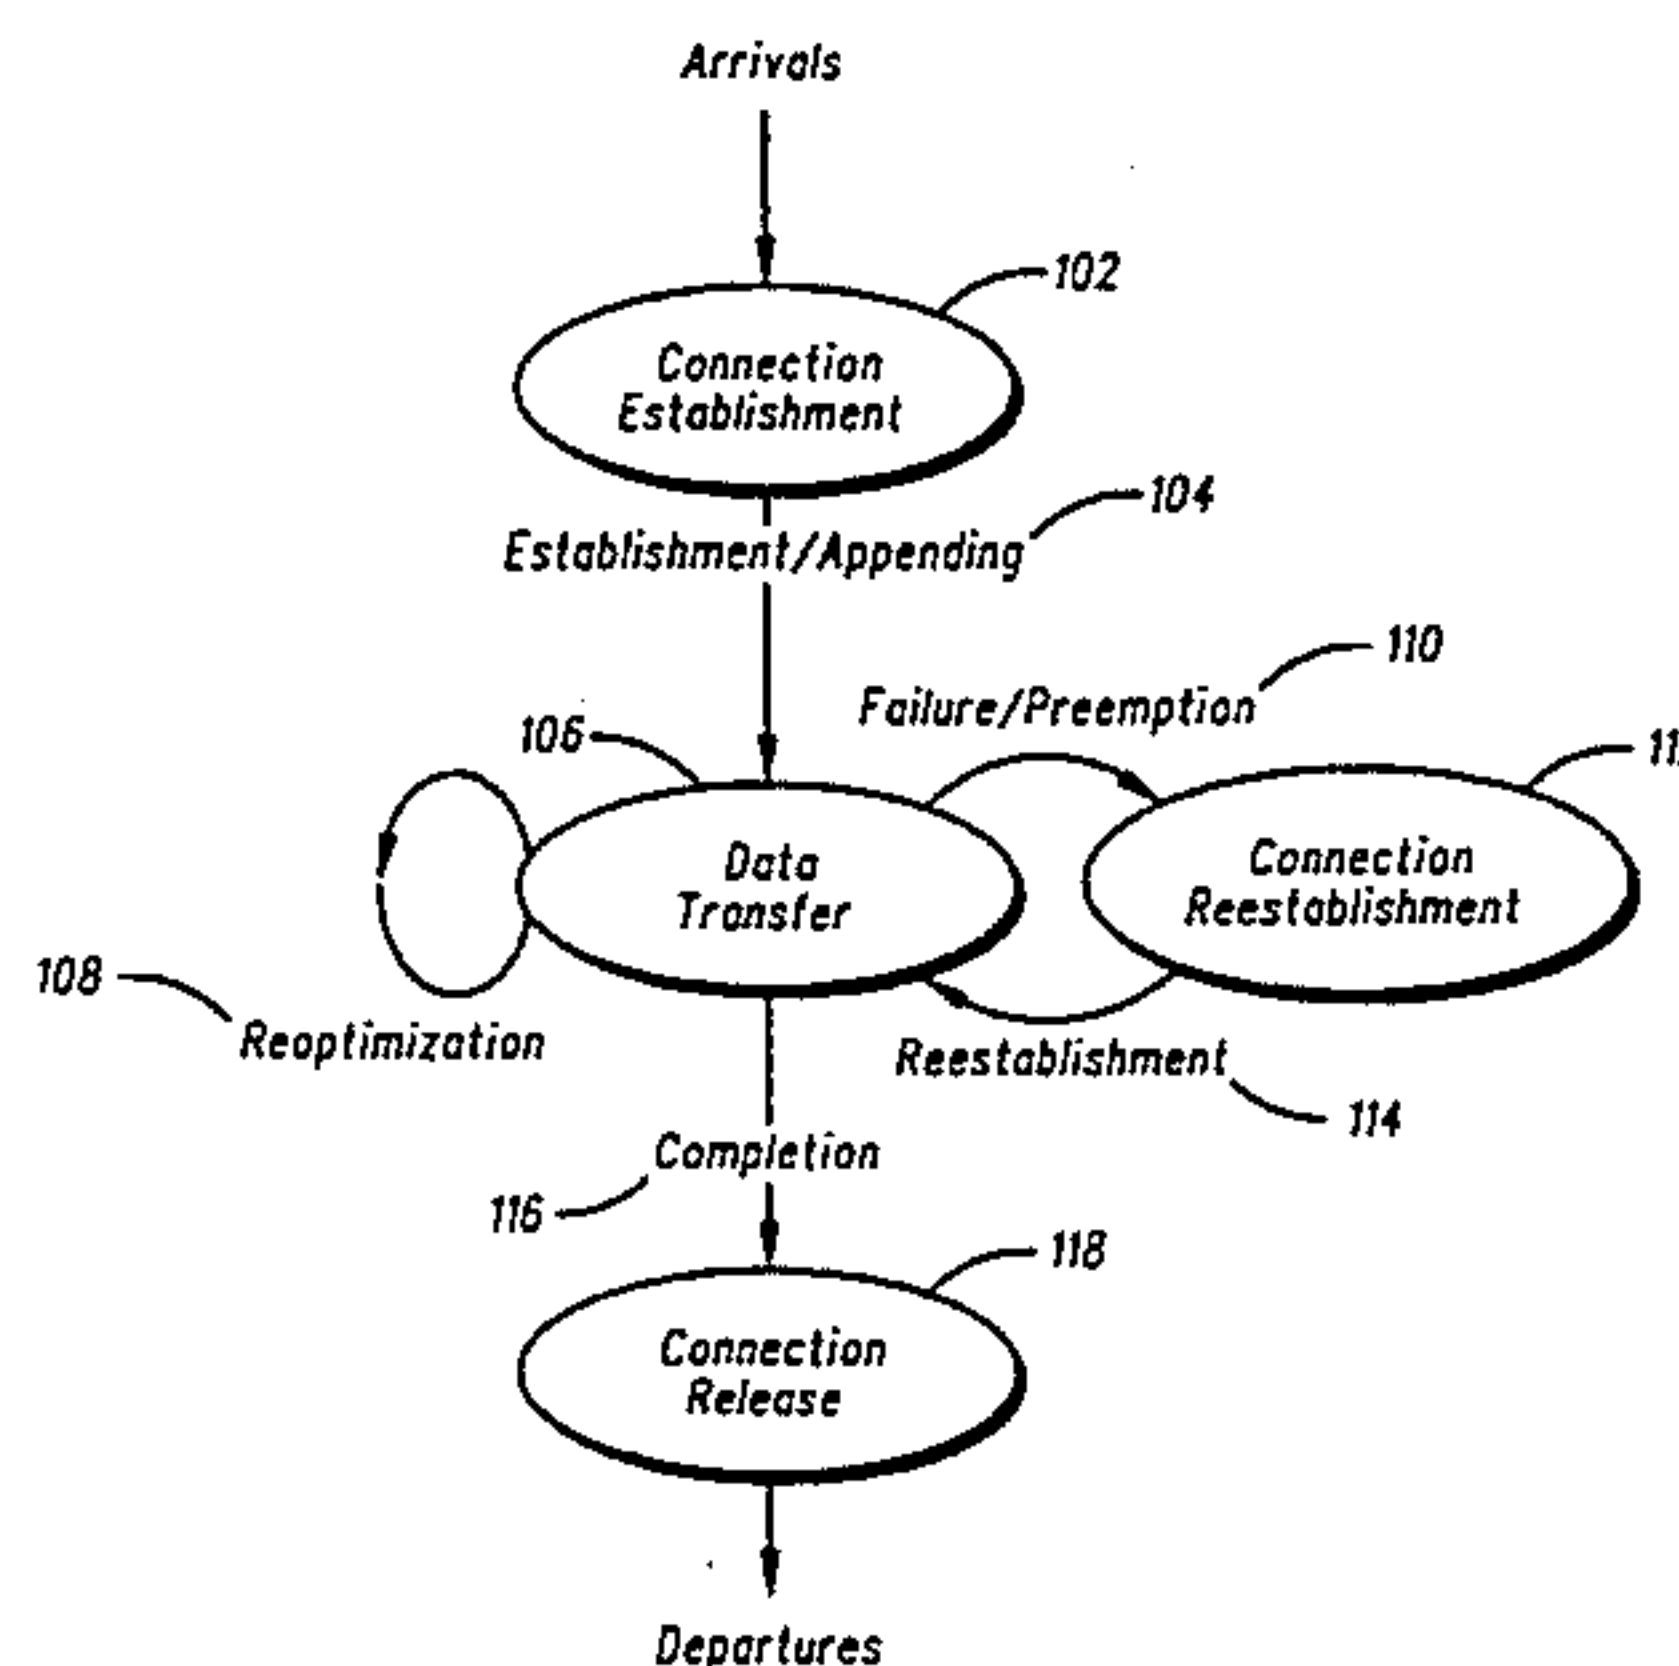 Arrivals
102
Connection
Establishment
104
Establishment/Appending
110
Failure/Preemption
106
Data
Transfer
Connection
Reestablishment
108
Reoptimization
Reestablishment
114
Completion
116
118
Connection
Release
Departures